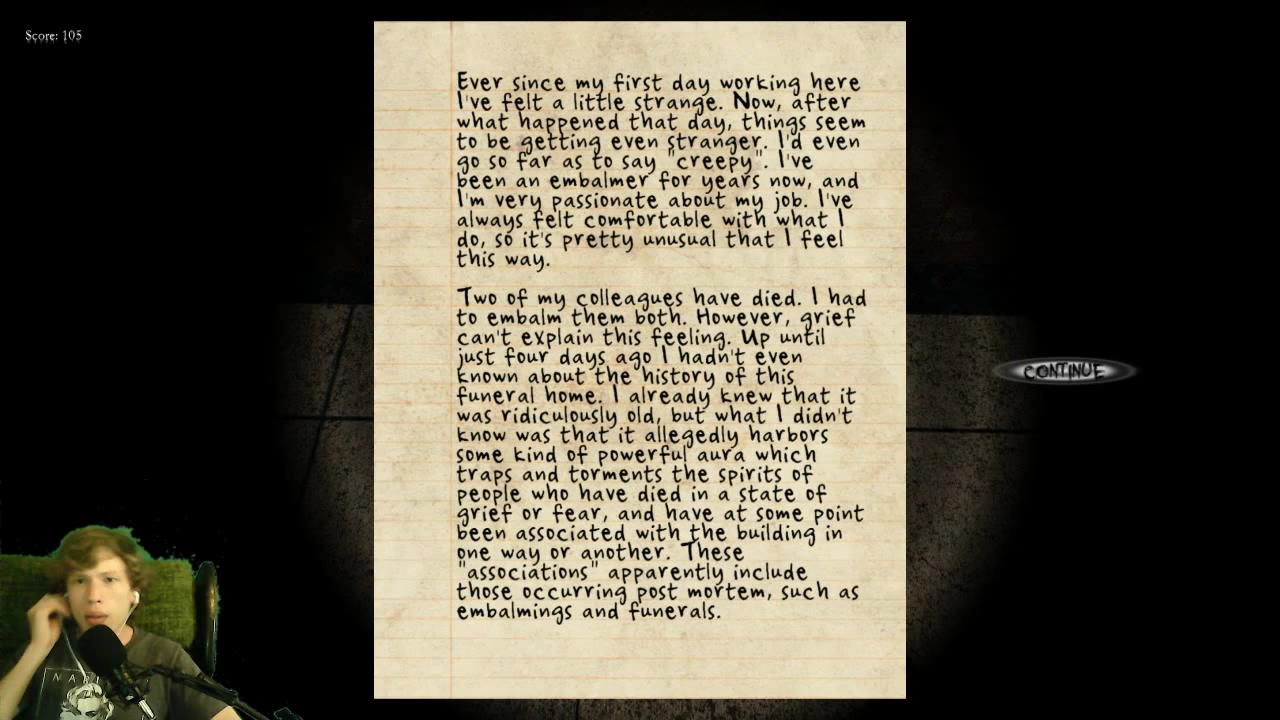 Score: 105
Ever since my first day working here
I've felt a little strange. Now, after
what happened that day, things seem
to be getting even stranger. I'd even
go so far as to say "creepy". I've
been an embalmer for years now, and
I'm very passionate about my job. I've
always felt comfortable with what I
do, so it's pretty unusual that I feel
this way.
Two of my colleagues have died. I had
to embalm them both. However, grief
can't explain this feeling. Up until
just four days ago I hadn't even
known about the history of this
funeral home. I already knew that it
was ridiculously old, but what I didn't
know was that it allegedly harbors
some kind of powerful aura which
traps and torments the spirits of
people who have died in a state of
grief or fear, and have at some point
been associated with the building in
one way or another. These
"associations" apparently include
those occurring post mortem, such as
embalmings and funerals.
CONTINUE